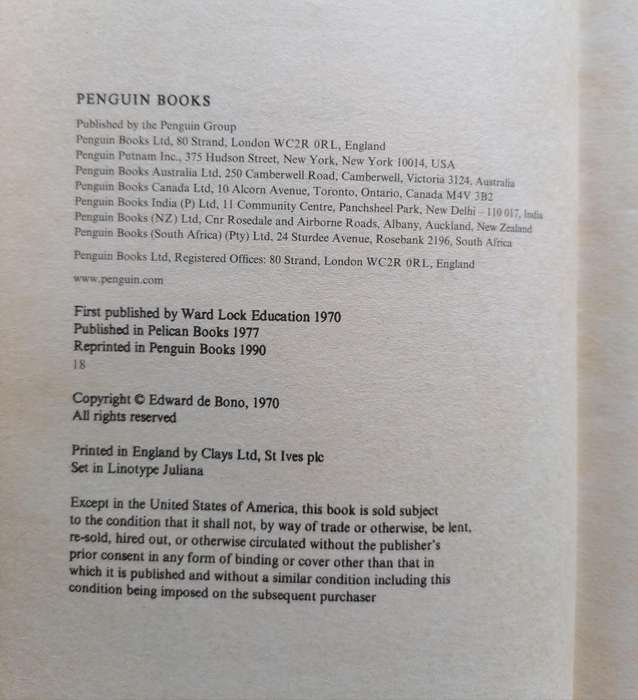 PENGUIN BOOKS
Published by the Penguin Group
Penguin Books Ltd, 80 Strand, London WC2R 0RL, England
Penguin Putnam Inc., 375 Hudson Street, New York, New York 10014, USA
Penguin Books Australia Ltd, 250 Camberwell Road, Camberwell, Victoria 3124, Australia
Penguin Books Canada Ltd, 10 Alcorn Avenue, Toronto, Ontario, Canada M4V 3B2
Penguin Books India (P) Ltd, 11 Community Centre, Panchsheel Park, New Delhi – 110 017, India
Penguin Books (NZ) Ltd, Cnr Rosedale and Airborne Roads, Albany, Auckland, New Zealand
Penguin Books (South Africa) (Pty) Ltd, 24 Sturdee Avenue, Rosebank 2196, South Africa
Penguin Books Ltd, Registered Offices: 80 Strand, London WC2R 0RL, England
www.penguin.com
First published by Ward Lock Education 1970
Published in Pelican Books 1977
Reprinted in Penguin Books 1990
18
Copyright © Edward de Bono, 1970
All rights reserved
Printed in England by Clays Ltd, St Ives plc
Set in Linotype Juliana
Except in the United States of America, this book is sold subject
to the condition that it shall not, by way of trade or otherwise, be lent,
re-sold, hired out, or otherwise circulated without the publisher's
prior consent in any form of binding or cover other than that in
which it is published and without a similar condition including this
condition being imposed on the subsequent purchaser